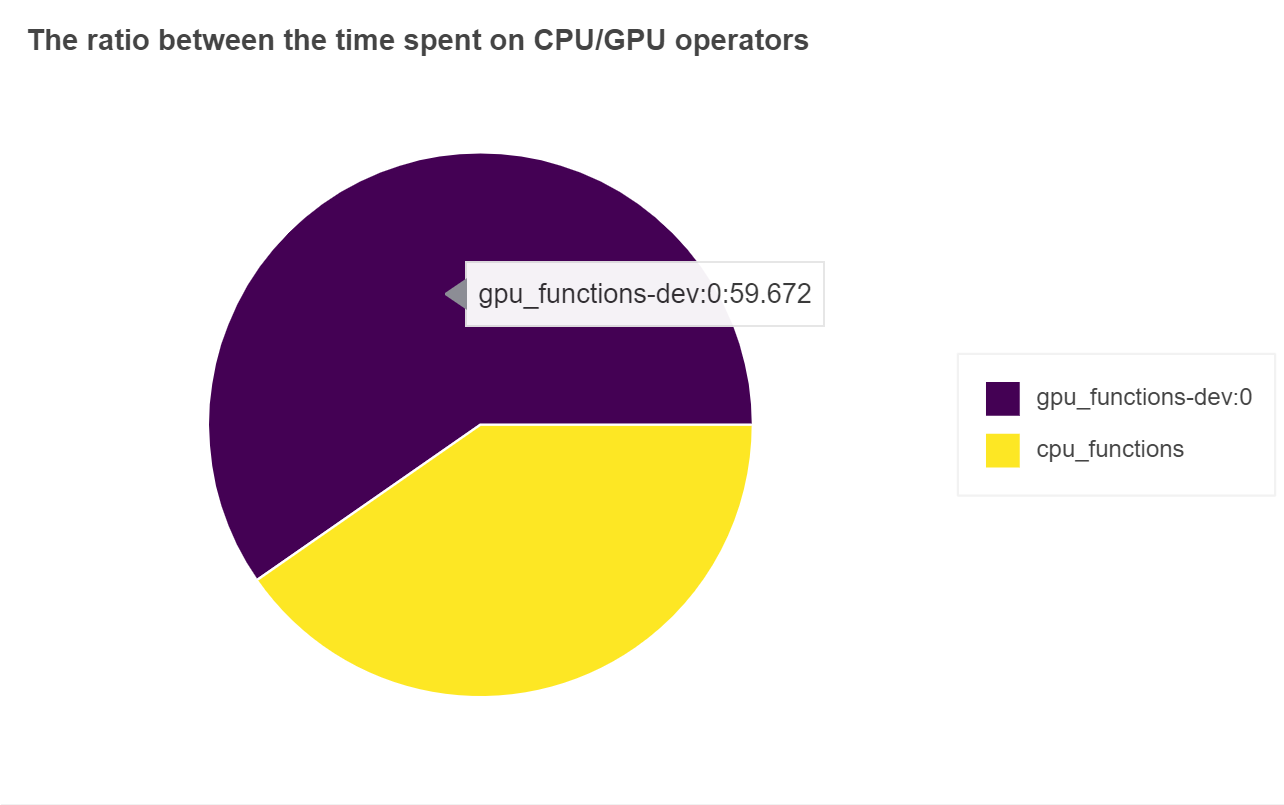 The ratio between the time spent on CPU/GPU operators
gpu_functions-dev:0:59.672
gpu_functions-dev:0
cpu_functions